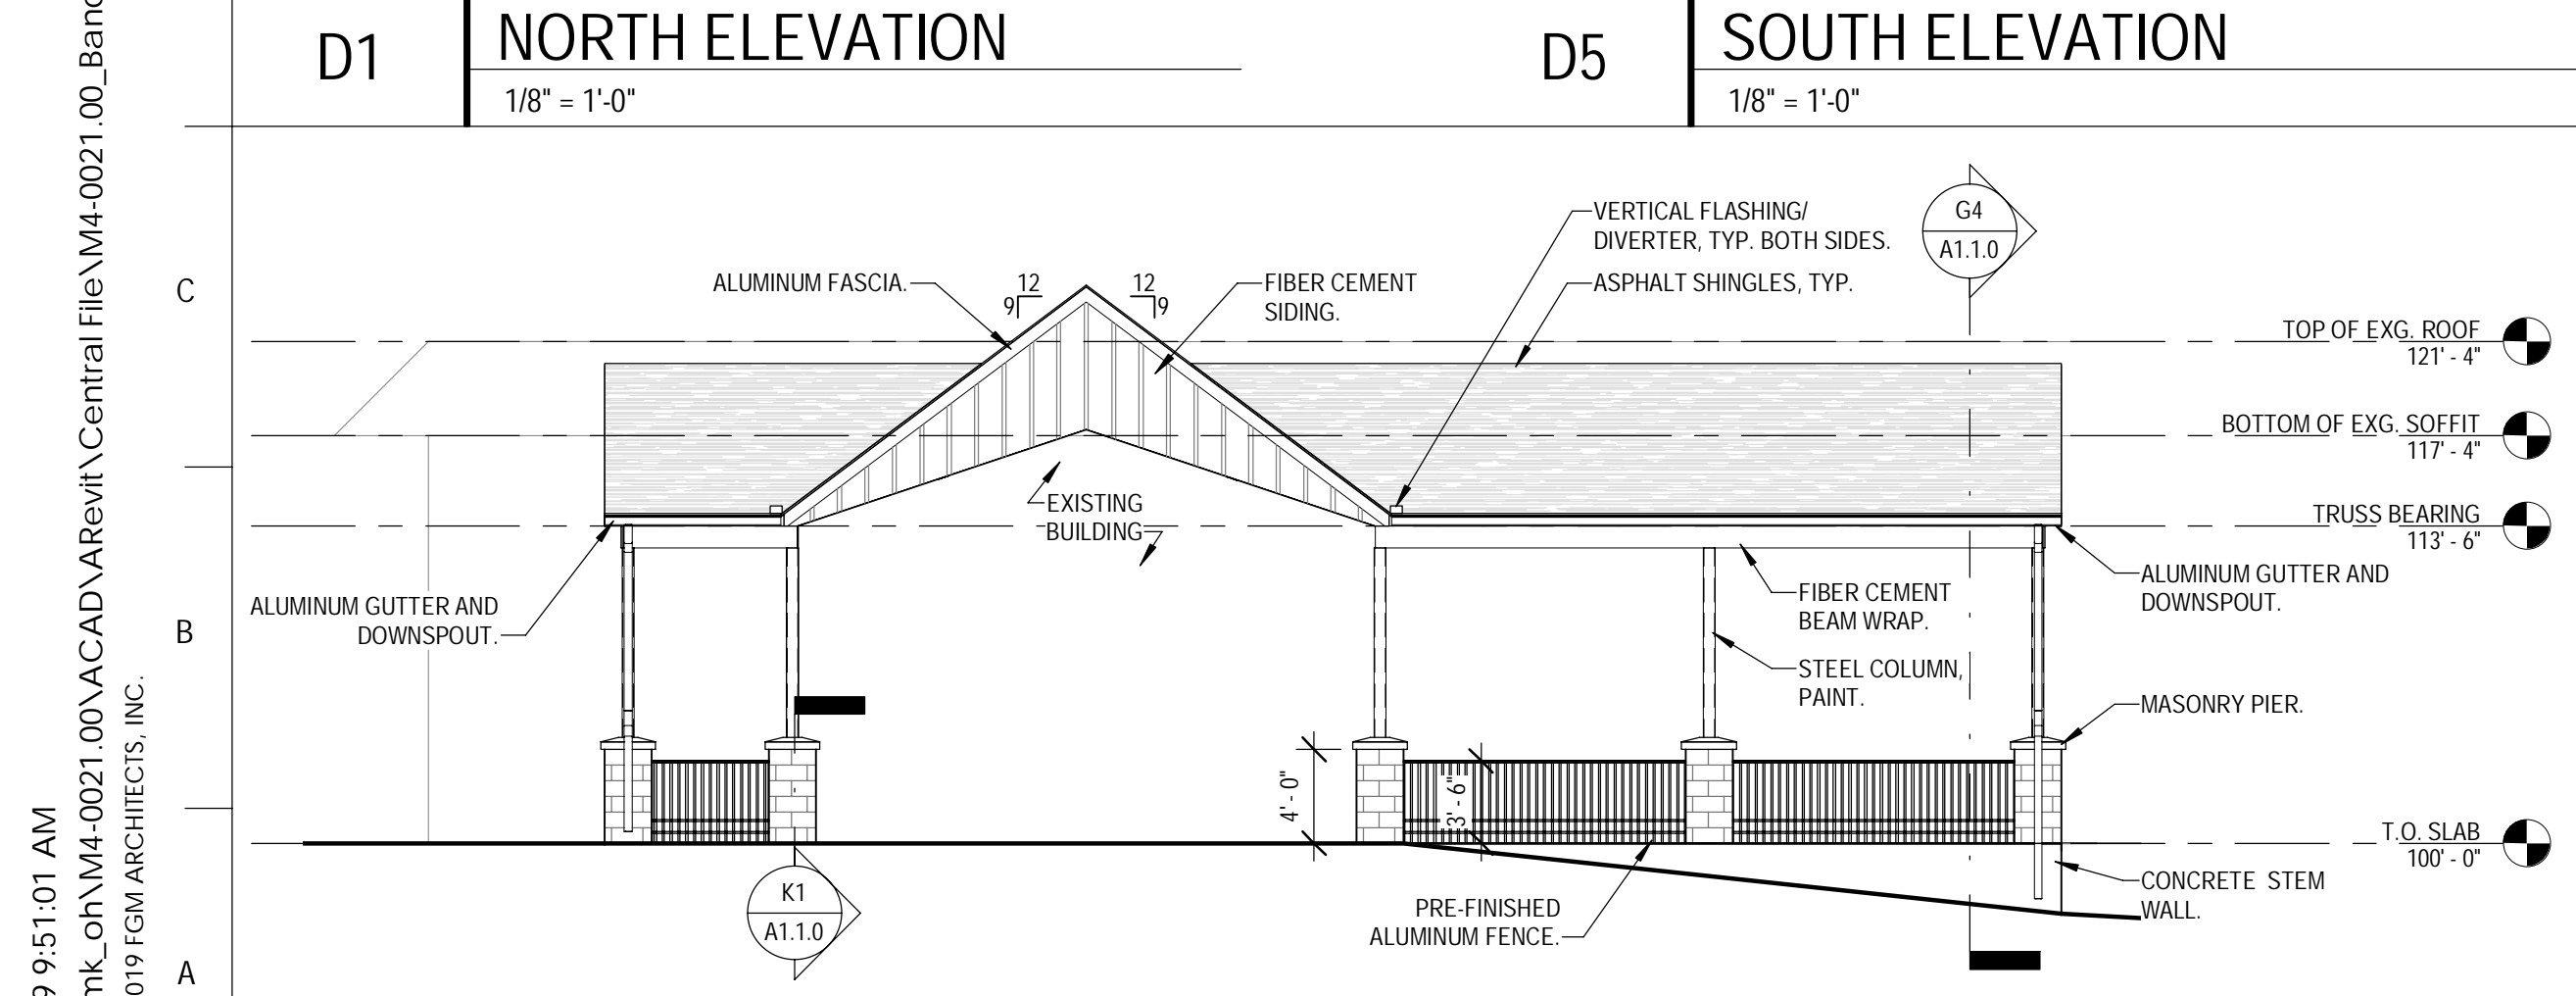 D1
NORTH ELEVATION
1/8" = 1'-0"
D5
SOUTH ELEVATION
1/8" = 1'-0"
C
B
A
G4
A1.1.0
VERTICAL FLASHING/
DIVERTER, TYP. BOTH SIDES.
ALUMINUM FASCIA.
12
9
12
9
FIBER CEMENT
SIDING.
ASPHALT SHINGLES, TYP.
TOP OF EXG. ROOF
121' - 4"
BOTTOM OF EXG. SOFFIT
117' - 4"
EXISTING
BUILDING
TRUSS BEARING
113' - 6"
ALUMINUM GUTTER AND
DOWNSPOUT.
FIBER CEMENT
BEAM WRAP.
ALUMINUM GUTTER AND
DOWNSPOUT.
STEEL COLUMN,
PAINT.
MASONRY PIER.
4' - 0"
3' - 6"
T.O. SLAB
100' - 0"
K1
A1.1.0
PRE-FINISHED
ALUMINUM FENCE.
CONCRETE STEM
WALL.
9 9:51:01 AM
mk_oh\M4-0021.00\ACAD\ARevit\Central File\M4-0021.00_Banc
019 FGM ARCHITECTS, INC.